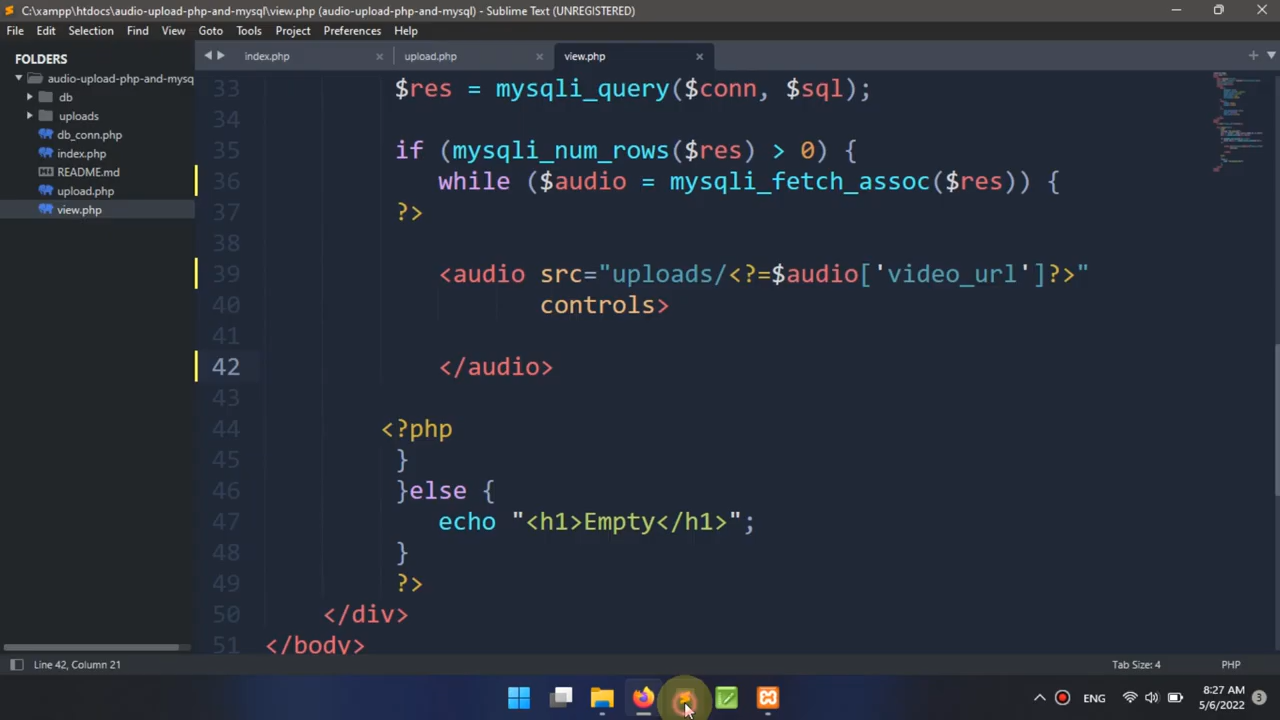 C:\xampp\htdocs\audio-upload-php-and-mysql\view.php (audio-upload-php-and-mysql) - Sublime Text (UNREGISTERED)
File Edit Selection Find View Goto Tools Project Preferences Help
FOLDERS
audio-upload-php-and-mysq
db
uploads
db_conn.php
index.php
README.md
upload.php
view.php
index.php upload.php view.php
33 $res = mysqli_query($conn, $sql);
34
35 if (mysqli_num_rows($res) > 0) {
36 while ($audio = mysqli_fetch_assoc($res)) {
37 ?>
38
39 <audio src="uploads/<?=$audio['video_url']?>"
40 controls>
41
42 </audio>
43
44 <?php
45 }
46 }else {
47 echo "<h1>Empty</h1>";
48 }
49 ?>
50 </div>
51 </body>
Line 42, Column 21 Tab Size: 4 PHP
ENG 8:27 AM
5/6/2022 3